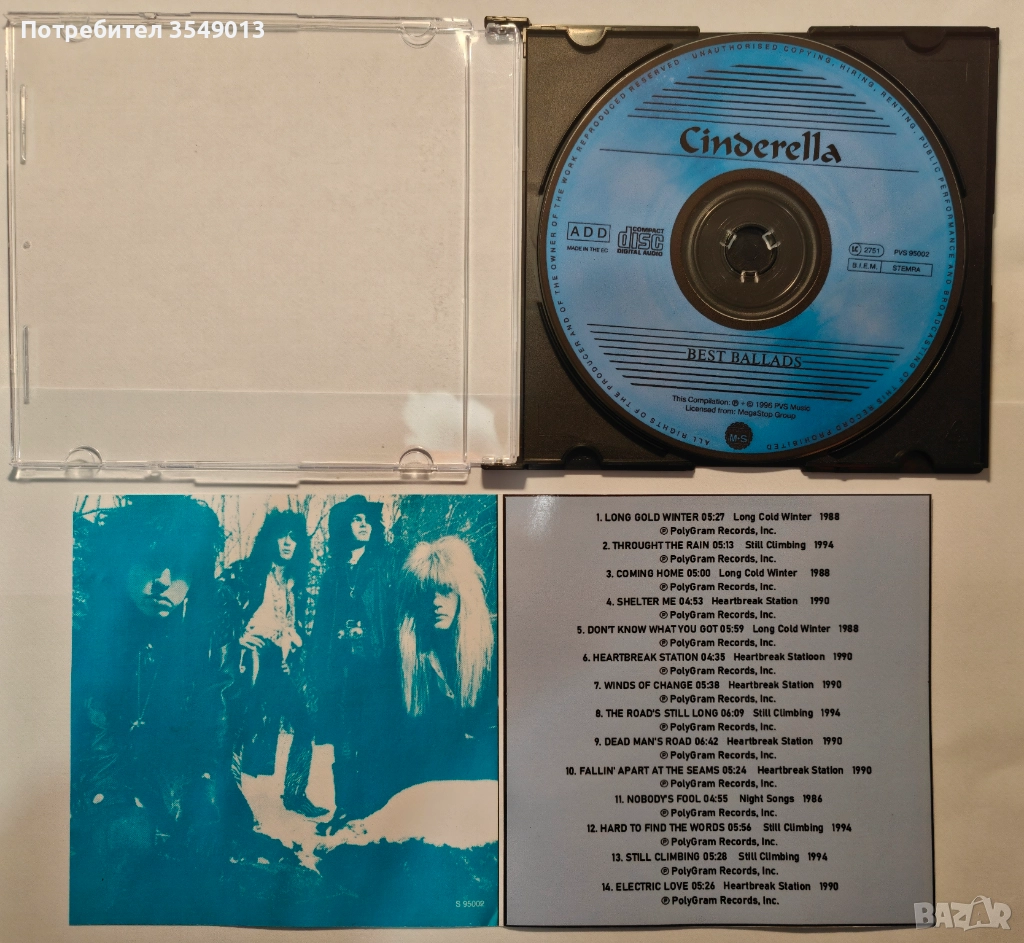 Потребител 3549013
ALL RIGHTS OF THE PRODUCER AND OF THE OWNER OF THE WORK REPRODUCED RESERVED. UNAUTHORISED COPYING, HIRING, RENTING, PUBLIC PERFORMANCE AND BROADCASTING OF THIS RECORD PROHIBITED
Cinderella
ADD
MADE IN THE EC
COMPACT
disc
DIGITAL AUDIO
2751
PVS 95002
B.I.E.M.
STEMRA
BEST BALLADS
This Compilation: ℗ + © 1996 PVS Music
Licensed from: MegaStop Group
M·S
S 95002
1. LONG GOLD WINTER 05:27 Long Cold Winter 1988
℗ PolyGram Records, Inc.
2. THROUGHT THE RAIN 05:13 Still Climbing 1994
℗ PolyGram Records, Inc.
3. COMING HOME 05:00 Long Cold Winter 1988
℗ PolyGram Records, Inc.
4. SHELTER ME 04:53 Heartbreak Station 1990
℗ PolyGram Records, Inc.
5. DON'T KNOW WHAT YOU GOT 05:59 Long Cold Winter 1988
℗ PolyGram Records, Inc.
6. HEARTBREAK STATION 04:35 Heartbreak Statioon 1990
℗ PolyGram Records, Inc.
7. WINDS OF CHANGE 05:38 Heartbreak Station 1990
℗ PolyGram Records, Inc.
8. THE ROAD'S STILL LONG 06:09 Still Climbing 1994
℗ PolyGram Records, Inc.
9. DEAD MAN'S ROAD 06:42 Heartbreak Station 1990
℗ PolyGram Records, Inc.
10. FALLIN' APART AT THE SEAMS 05:24 Heartbreak Station 1990
℗ PolyGram Records, Inc.
11. NOBODY'S FOOL 04:55 Night Songs 1986
℗ PolyGram Records, Inc.
12. HARD TO FIND THE WORDS 05:56 Still Climbing 1994
℗ PolyGram Records, Inc.
13. STILL CLIMBING 05:28 Still Climbing 1994
℗ PolyGram Records, Inc.
14. ELECTRIC LOVE 05:26 Heartbreak Station 1990
℗ PolyGram Records, Inc.
BAZAR